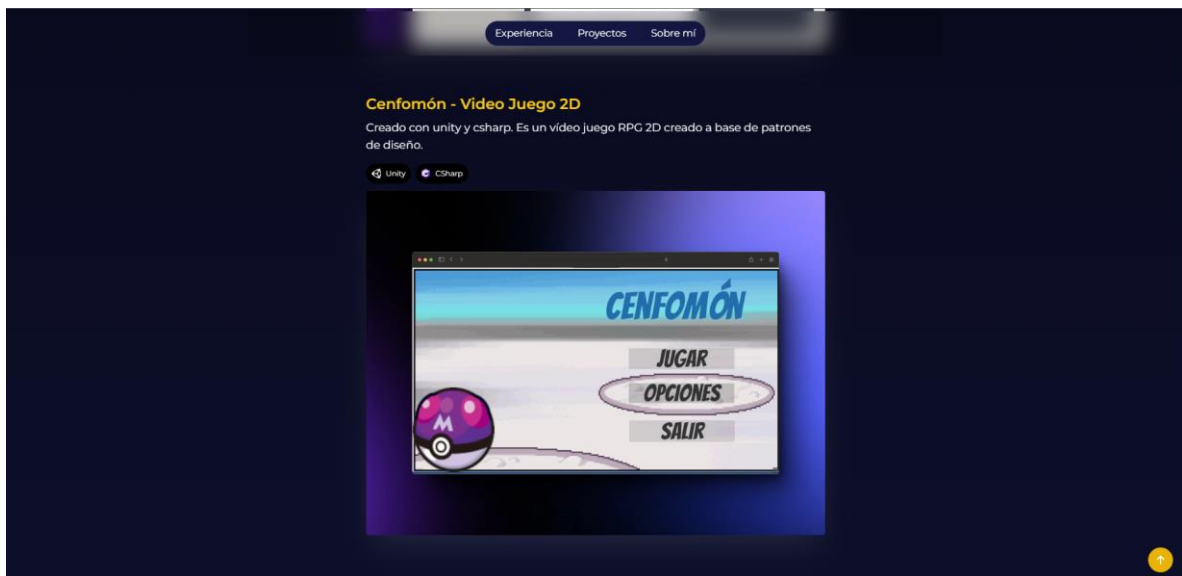 Experiencia Proyectos Sobre mí
Cenfomón - Video Juego 2D
Creado con unity y csharp. Es un vídeo juego RPG 2D creado a base de patrones
de diseño.
Unity CSharp
CENFOMÓN
JUGAR
OPCIONES
SALIR
M